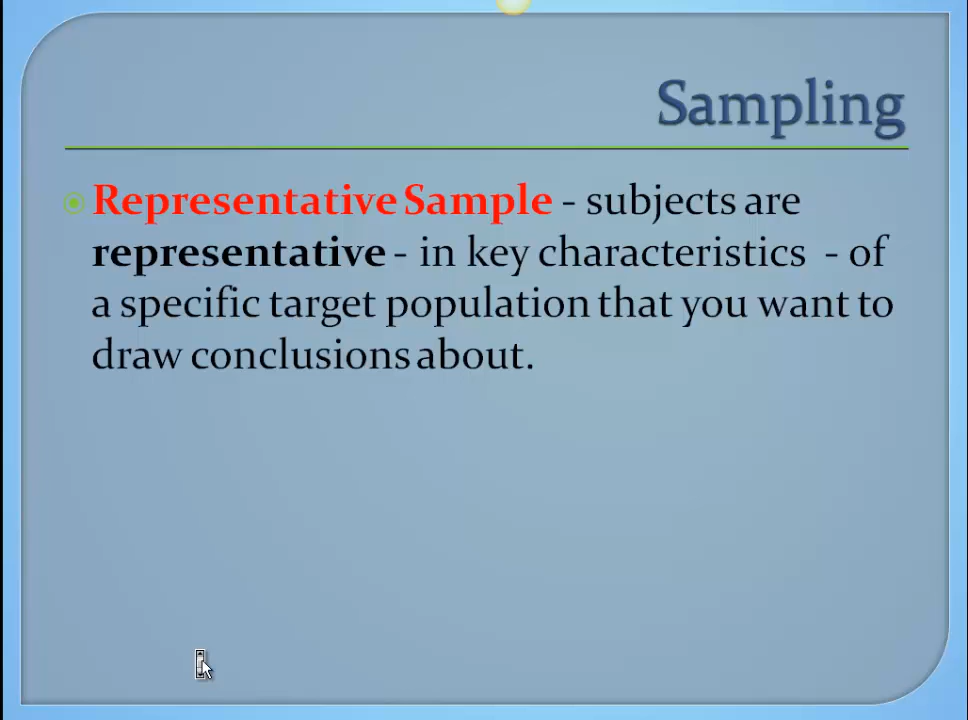 Sampling
Representative Sample - subjects are
representative - in key characteristics - of
a specific target population that you want to
draw conclusions about.